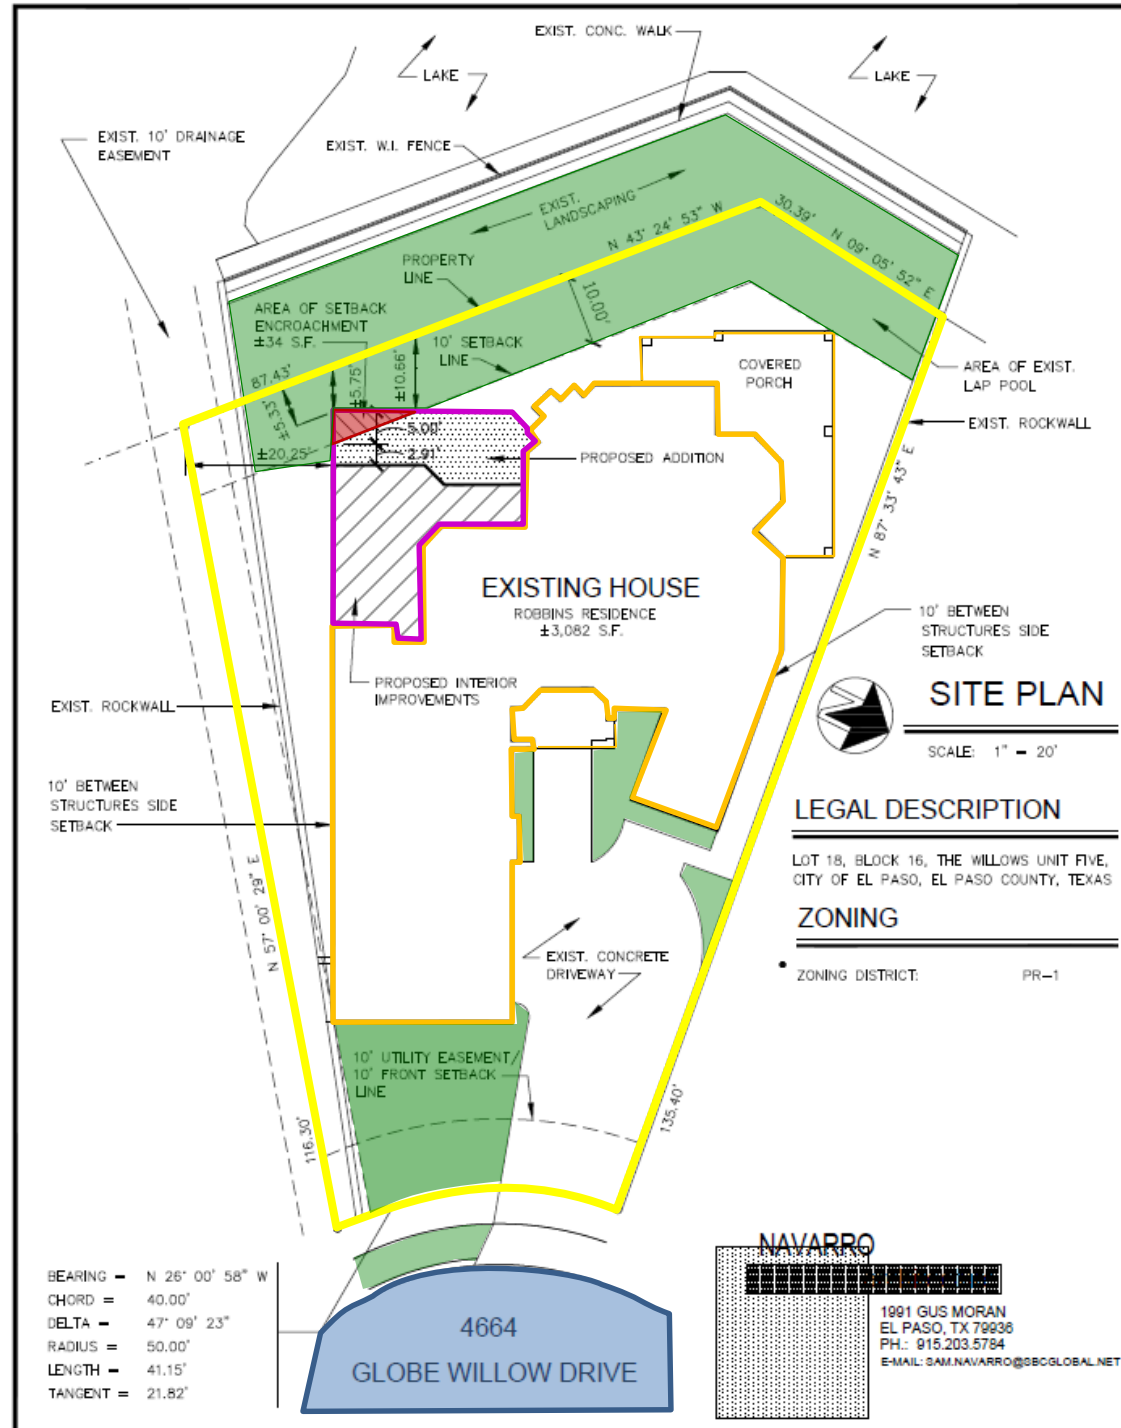 EXIST. CONC. WALK
LAKE
LAKE
EXIST. 10' DRAINAGE
EASEMENT
EXIST. W.I. FENCE
EXIST.
LANDSCAPING
N 43° 24' 53" W
30.39'
N 09° 05' 52" E
PROPERTY
LINE
AREA OF SETBACK
ENCROACHMENT
±34 S.F.
10' SETBACK
LINE
10.00'
87.43'
±5.33'
±5.75'
±10.66'
±20.25'
5.00'
2.91'
COVERED
PORCH
AREA OF EXIST.
LAP POOL
EXIST. ROCKWALL
PROPOSED ADDITION
N 87° 33' 43" E
EXISTING HOUSE
ROBBINS RESIDENCE
±3,082 S.F.
10' BETWEEN
STRUCTURES SIDE
SETBACK
PROPOSED INTERIOR
IMPROVEMENTS
EXIST. ROCKWALL
SITE PLAN
SCALE: 1" = 20'
10' BETWEEN
STRUCTURES SIDE
SETBACK
LEGAL DESCRIPTION
LOT 18, BLOCK 16, THE WILLOWS UNIT FIVE,
CITY OF EL PASO, EL PASO COUNTY, TEXAS
ZONING
ZONING DISTRICT: PR-1
N 57° 00' 29" E
EXIST. CONCRETE
DRIVEWAY
10' UTILITY EASEMENT/
10' FRONT SETBACK
LINE
116.30'
135.40'
BEARING = N 26° 00' 58" W
CHORD = 40.00'
DELTA = 47° 09' 23"
RADIUS = 50.00'
LENGTH = 41.15'
TANGENT = 21.82'
4664
GLOBE WILLOW DRIVE
NAVARRO
1991 GUS MORAN
EL PASO, TX 79936
PH.: 915.203.5784
E-MAIL: SAM.NAVARRO@SBCGLOBAL.NET